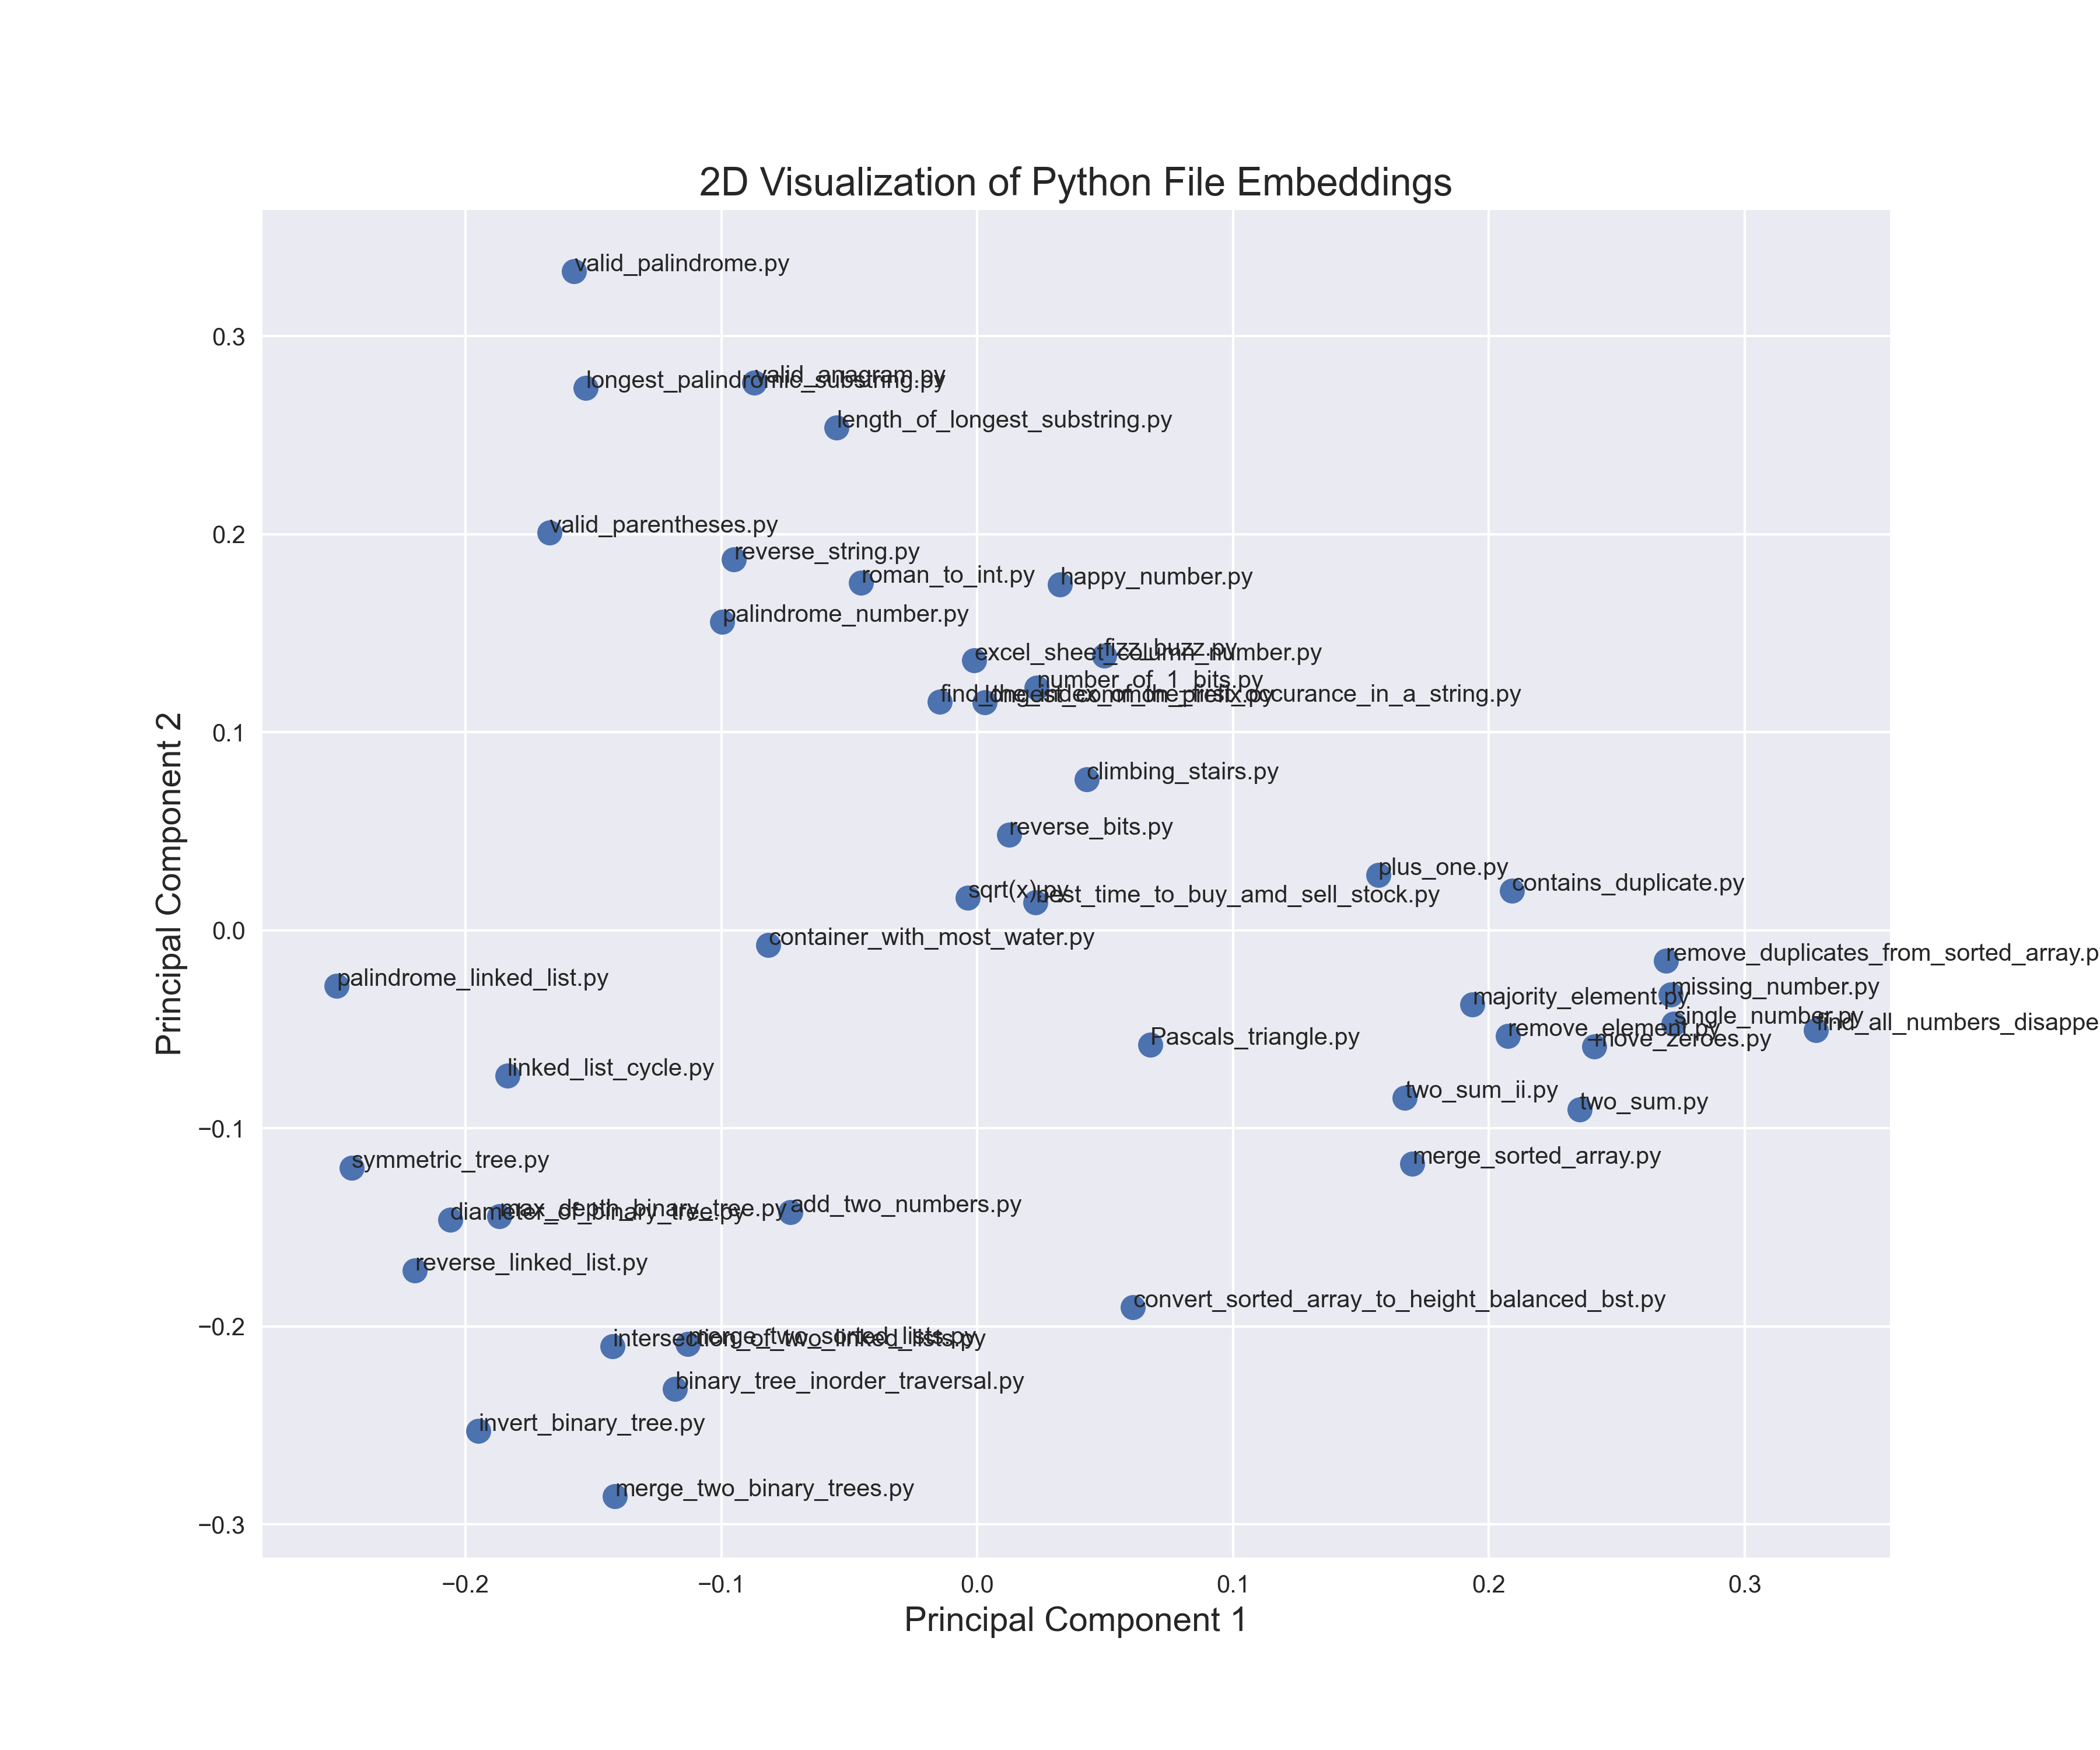 2D Visualization of Python File Embeddings
valid_palindrome.py
0.3
valid_anagram.py
longest_palindromic_substring.py
length_of_longest_substring.py
0.2
valid_parentheses.py
reverse_string.py
roman_to_int.py
happy_number.py
palindrome_number.py
fizz_buzz.py
excel_sheet_column_number.py
number_of_1_bits.py
find_the_index_of_the_first_occurance_in_a_string.py
longest_common_prefix.py
0.1
climbing_stairs.py
reverse_bits.py
plus_one.py
contains_duplicate.py
sqrt(x).py
best_time_to_buy_amd_sell_stock.py
0.0
container_with_most_water.py
remove_duplicates_from_sorted_array.p
palindrome_linked_list.py
missing_number.py
majority_element.py
single_number.py
find_all_numbers_disappe
remove_element.py
move_zeroes.py
Pascals_triangle.py
linked_list_cycle.py
two_sum_ii.py
two_sum.py
−0.1
merge_sorted_array.py
symmetric_tree.py
add_two_numbers.py
max_depth_binary_tree.py
diameter_of_binary_tree.py
reverse_linked_list.py
convert_sorted_array_to_height_balanced_bst.py
−0.2
merge_two_sorted_lists.py
intersection_of_two_linked_lists.py
binary_tree_inorder_traversal.py
invert_binary_tree.py
merge_two_binary_trees.py
−0.3
−0.2 −0.1 0.0 0.1 0.2 0.3
Principal Component 1
Principal Component 2